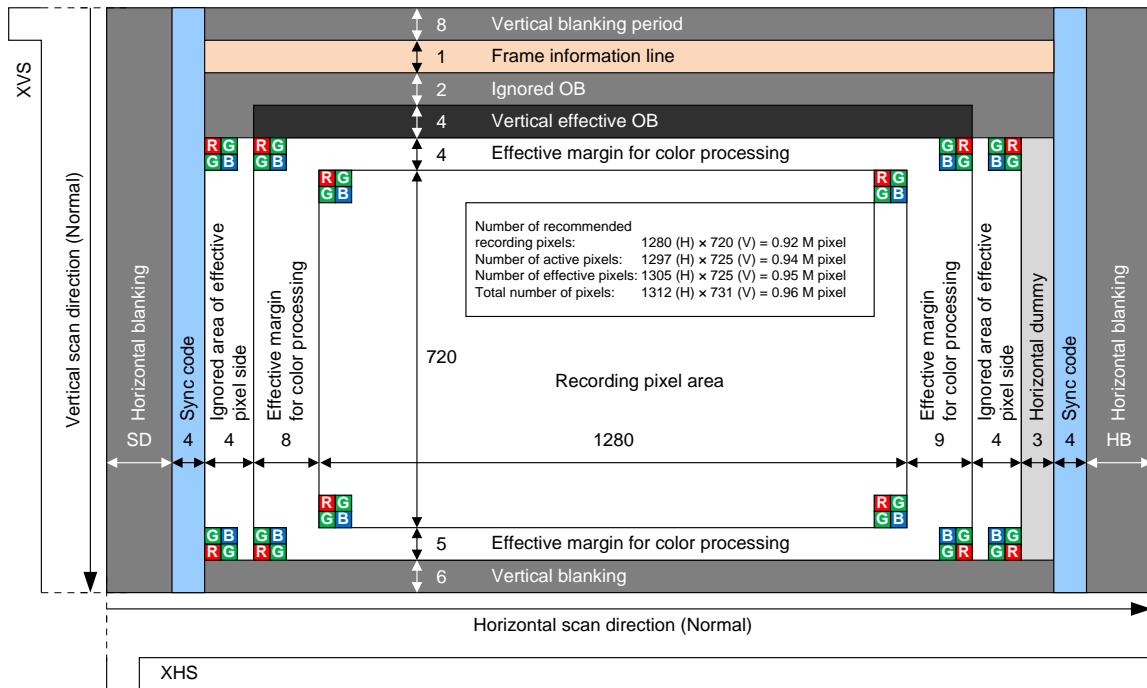 8 Vertical blanking period
XVS
1 Frame information line
2 Ignored OB
4 Vertical effective OB
R G R G G R G R
G B G B B G B G
4 Effective margin for color processing
R G R G
G B G B
Number of recommended
recording pixels: 1280 (H) × 720 (V) = 0.92 M pixel
Number of active pixels: 1297 (H) × 725 (V) = 0.94 M pixel
Number of effective pixels: 1305 (H) × 725 (V) = 0.95 M pixel
Total number of pixels: 1312 (H) × 731 (V) = 0.96 M pixel
Vertical scan direction (Normal)
Horizontal blanking
SD
Sync code
4
Ignored area of effective
pixel side
4
Effective margin
for color processing
8
720
Recording pixel area
1280
Effective margin
for color processing
9
Ignored area of effective
pixel side
4
Horizontal dummy
3
Sync code
4
Horizontal blanking
HB
R G R G
G B G B
G B G B B G B G
R G R G G R G R
5 Effective margin for color processing
6 Vertical blanking
Horizontal scan direction (Normal)
XHS